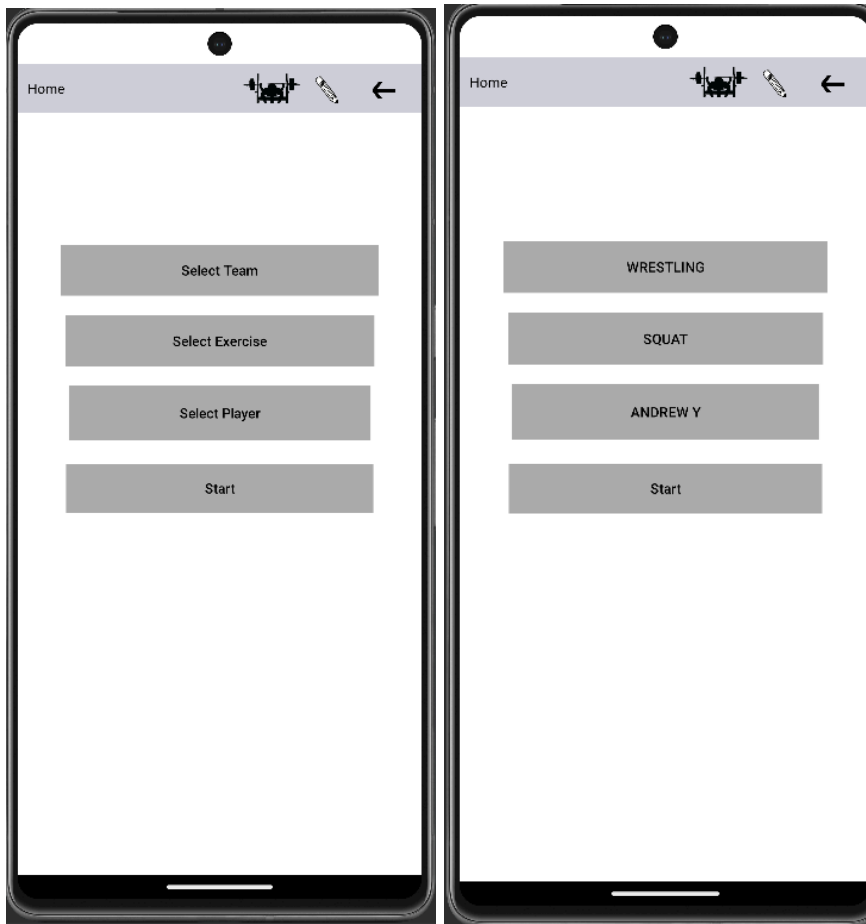 Home
Select Team
Select Exercise
Select Player
Start
Home
WRESTLING
SQUAT
ANDREW Y
Start